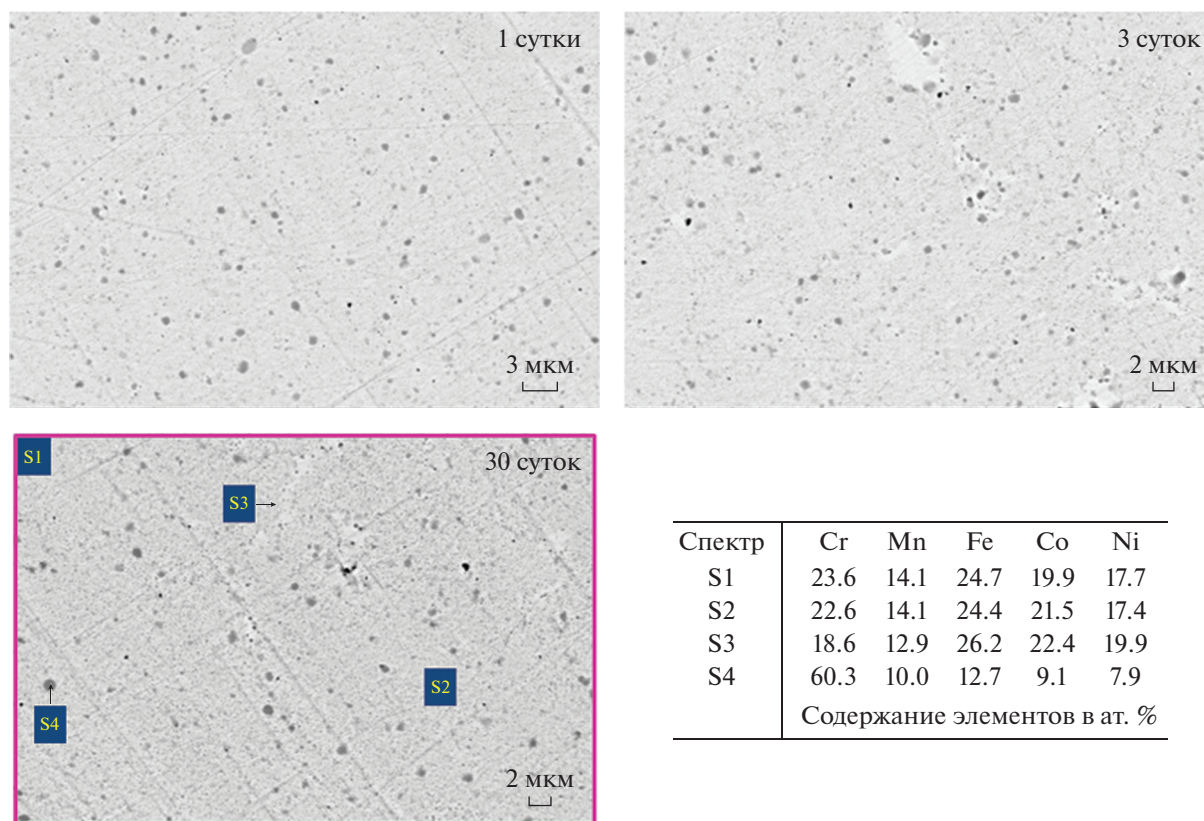 1 сутки
3 мкм
3 суток
2 мкм
S1
30 суток
S3
S2
S4
2 мкм
Спектр Cr Mn Fe Co Ni
S1 23.6 14.1 24.7 19.9 17.7
S2 22.6 14.1 24.4 21.5 17.4
S3 18.6 12.9 26.2 22.4 19.9
S4 60.3 10.0 12.7 9.1 7.9
Содержание элементов в ат. %